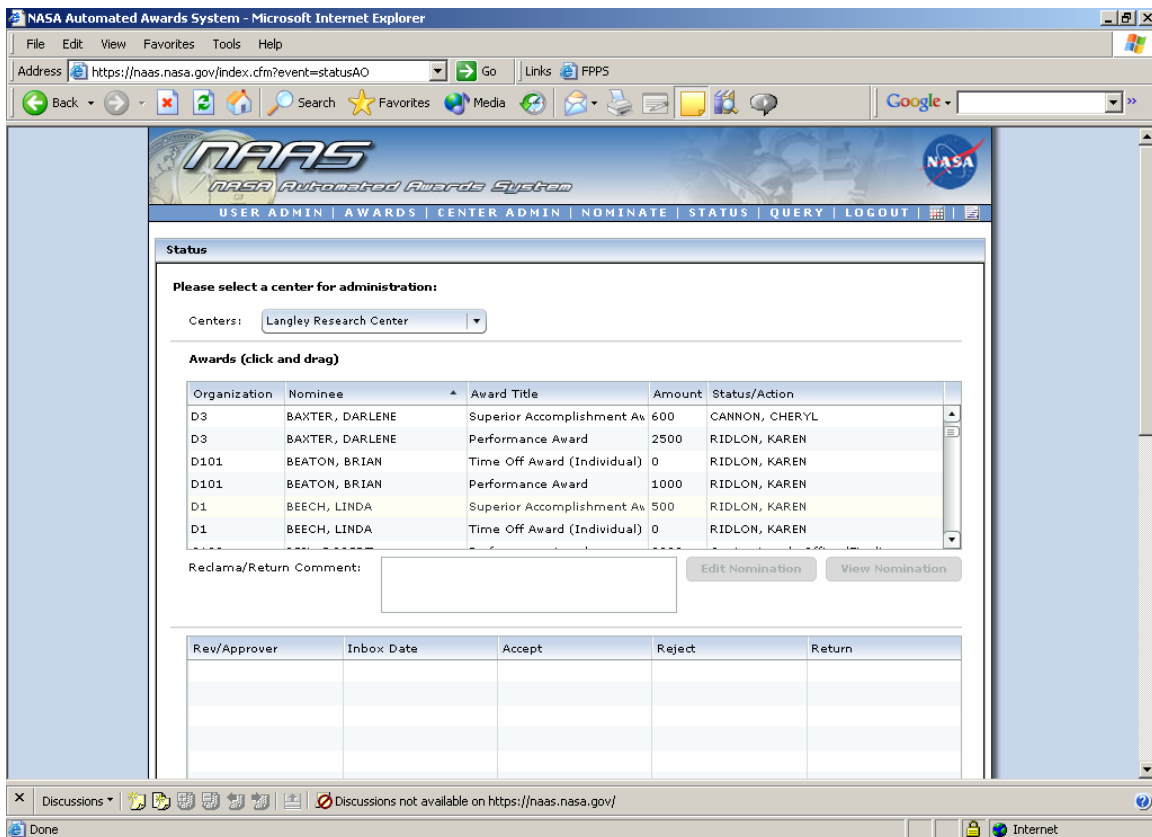 NASA Automated Awards System - Microsoft Internet Explorer
File Edit View Favorites Tools Help
Address https://naas.nasa.gov/index.cfm?event=statusAO Go Links FPPS
Back Search Favorites Media Google
NAAS
NASA Automated Awards System
NASA
USER ADMIN | AWARDS | CENTER ADMIN | NOMINATE | STATUS | QUERY | LOGOUT | |
Status
Please select a center for administration:
Centers: Langley Research Center
Awards (click and drag)
Organization Nominee Award Title Amount Status/Action
D3 BAXTER, DARLENE Superior Accomplishment Aw 600 CANNON, CHERYL
D3 BAXTER, DARLENE Performance Award 2500 RIDLON, KAREN
D101 BEATON, BRIAN Time Off Award (Individual) 0 RIDLON, KAREN
D101 BEATON, BRIAN Performance Award 1000 RIDLON, KAREN
D1 BEECH, LINDA Superior Accomplishment Aw 500 RIDLON, KAREN
D1 BEECH, LINDA Time Off Award (Individual) 0 RIDLON, KAREN
Reclama/Return Comment: Edit Nomination View Nomination
Rev/Approver Inbox Date Accept Reject Return
Discussions Discussions not available on https://naas.nasa.gov/
Done Internet